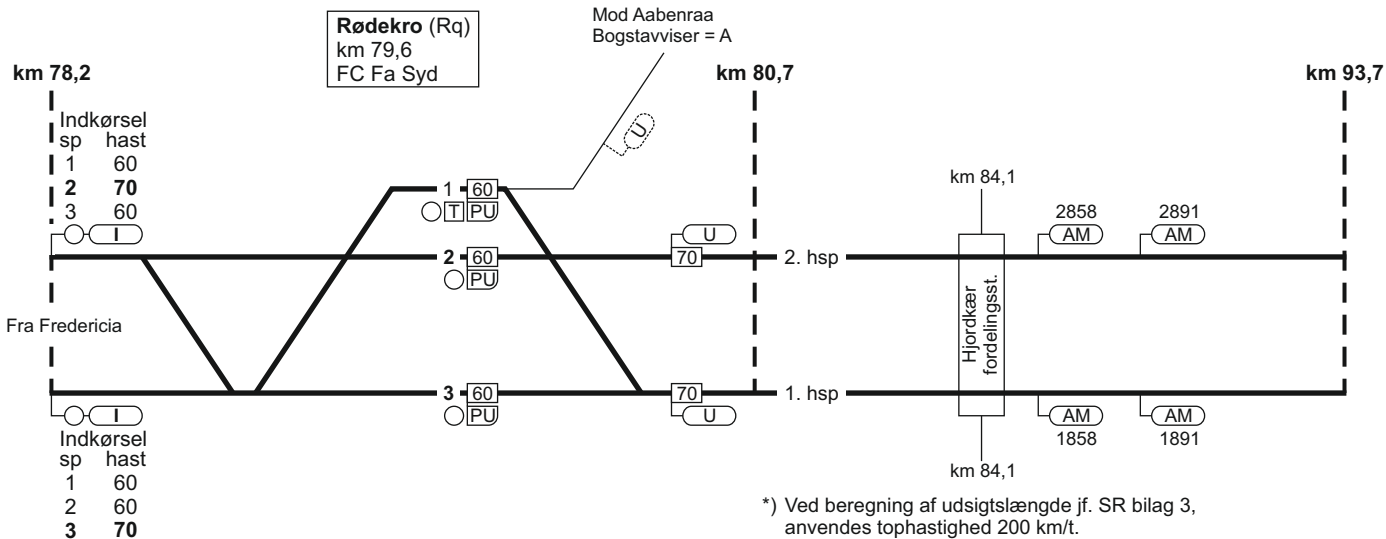 Rødekro (Rq)
km 79,6
FC Fa Syd
Mod Aabenraa
Bogstavviser = A
km 78,2
km 80,7
km 93,7
Indkørsel
sp hast
1 60
2 70
3 60
I
U
1 60
T PU
km 84,1
2858
AM
2891
AM
U
2 60
70
2. hsp
PU
Fra Fredericia
Hjordkær
fordelingsst.
3 60
70
1. hsp
PU
U
I
AM
1858
AM
1891
Indkørsel
sp hast
1 60
2 60
3 70
km 84,1
*) Ved beregning af udsigtslængde jf. SR bilag 3,
anvendes tophastighed 200 km/t.